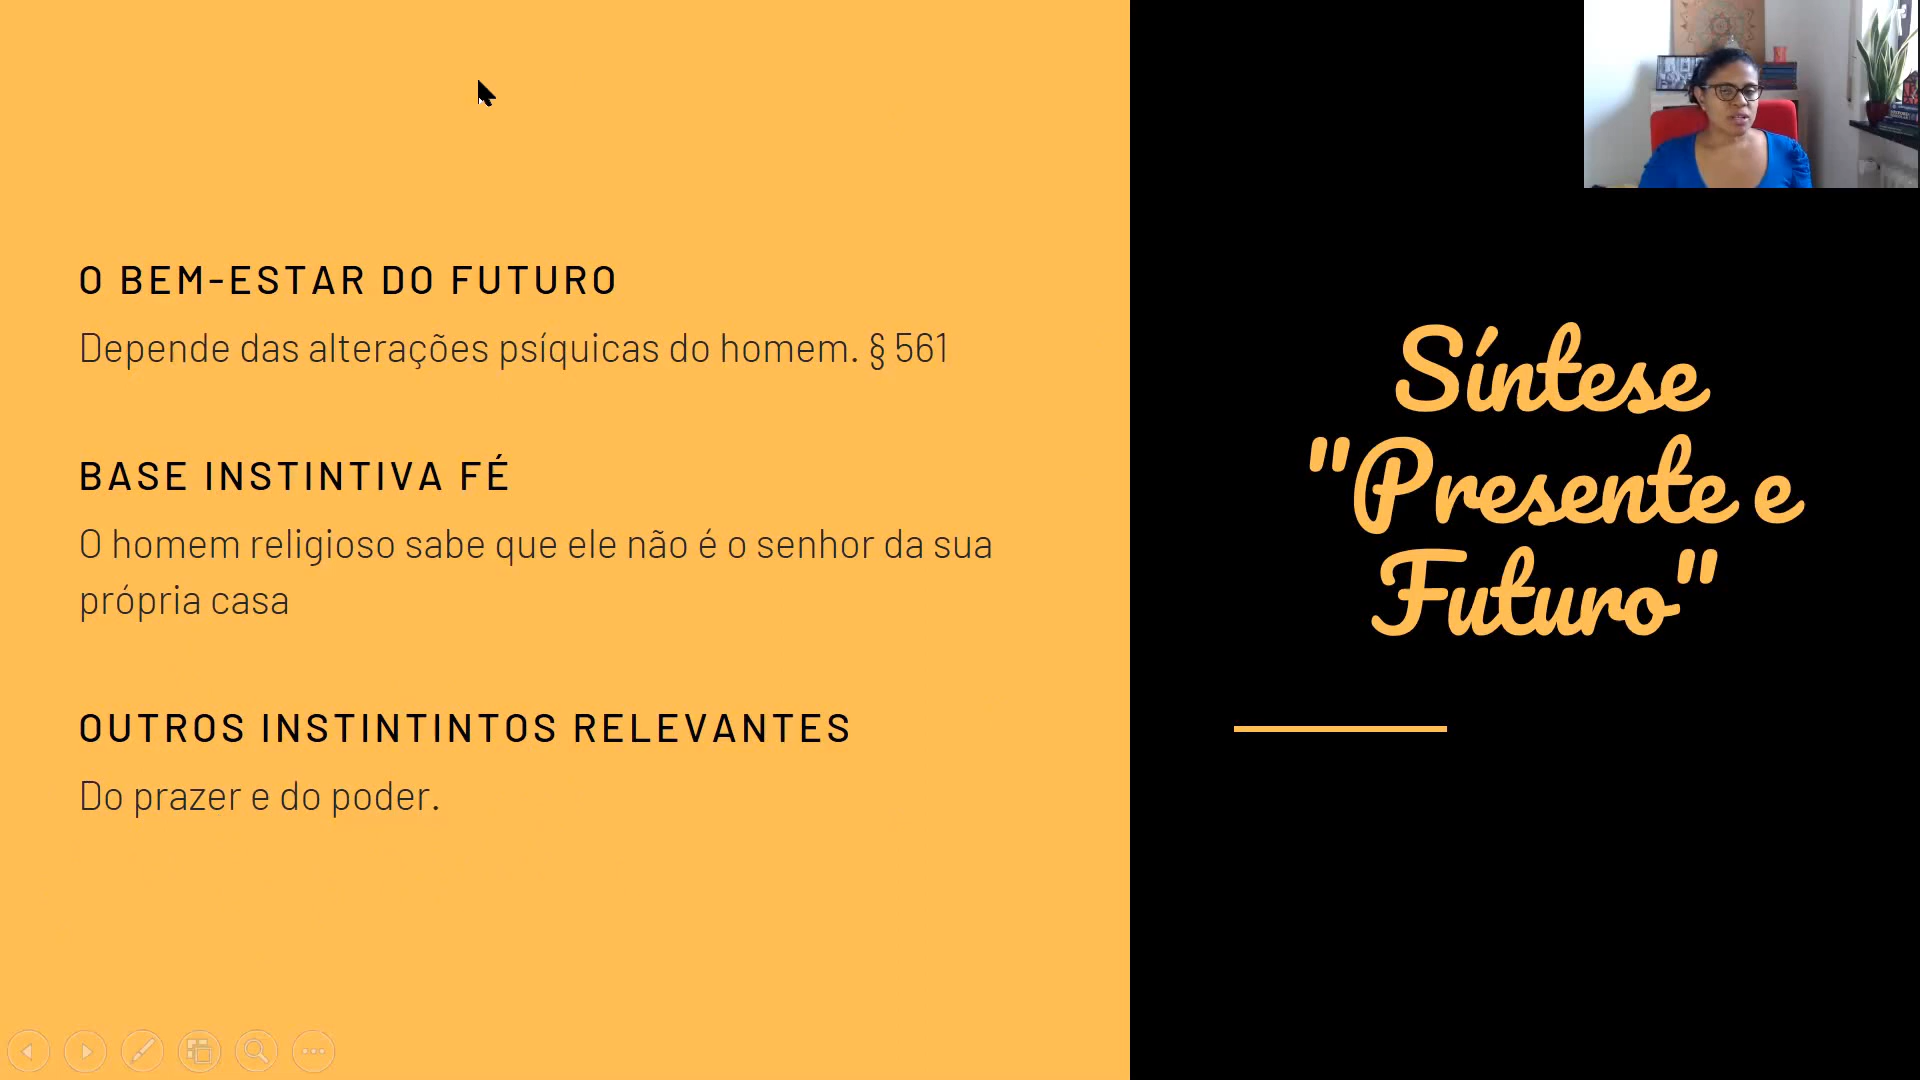 O BEM-ESTAR DO FUTURO
Depende das alterações psíquicas do homem. § 561
BASE INSTINTIVA FÉ
O homem religioso sabe que ele não é o senhor da sua
própria casa
OUTROS INSTINTINTOS RELEVANTES
Do prazer e do poder.
Síntese
"Presente e
Futuro"